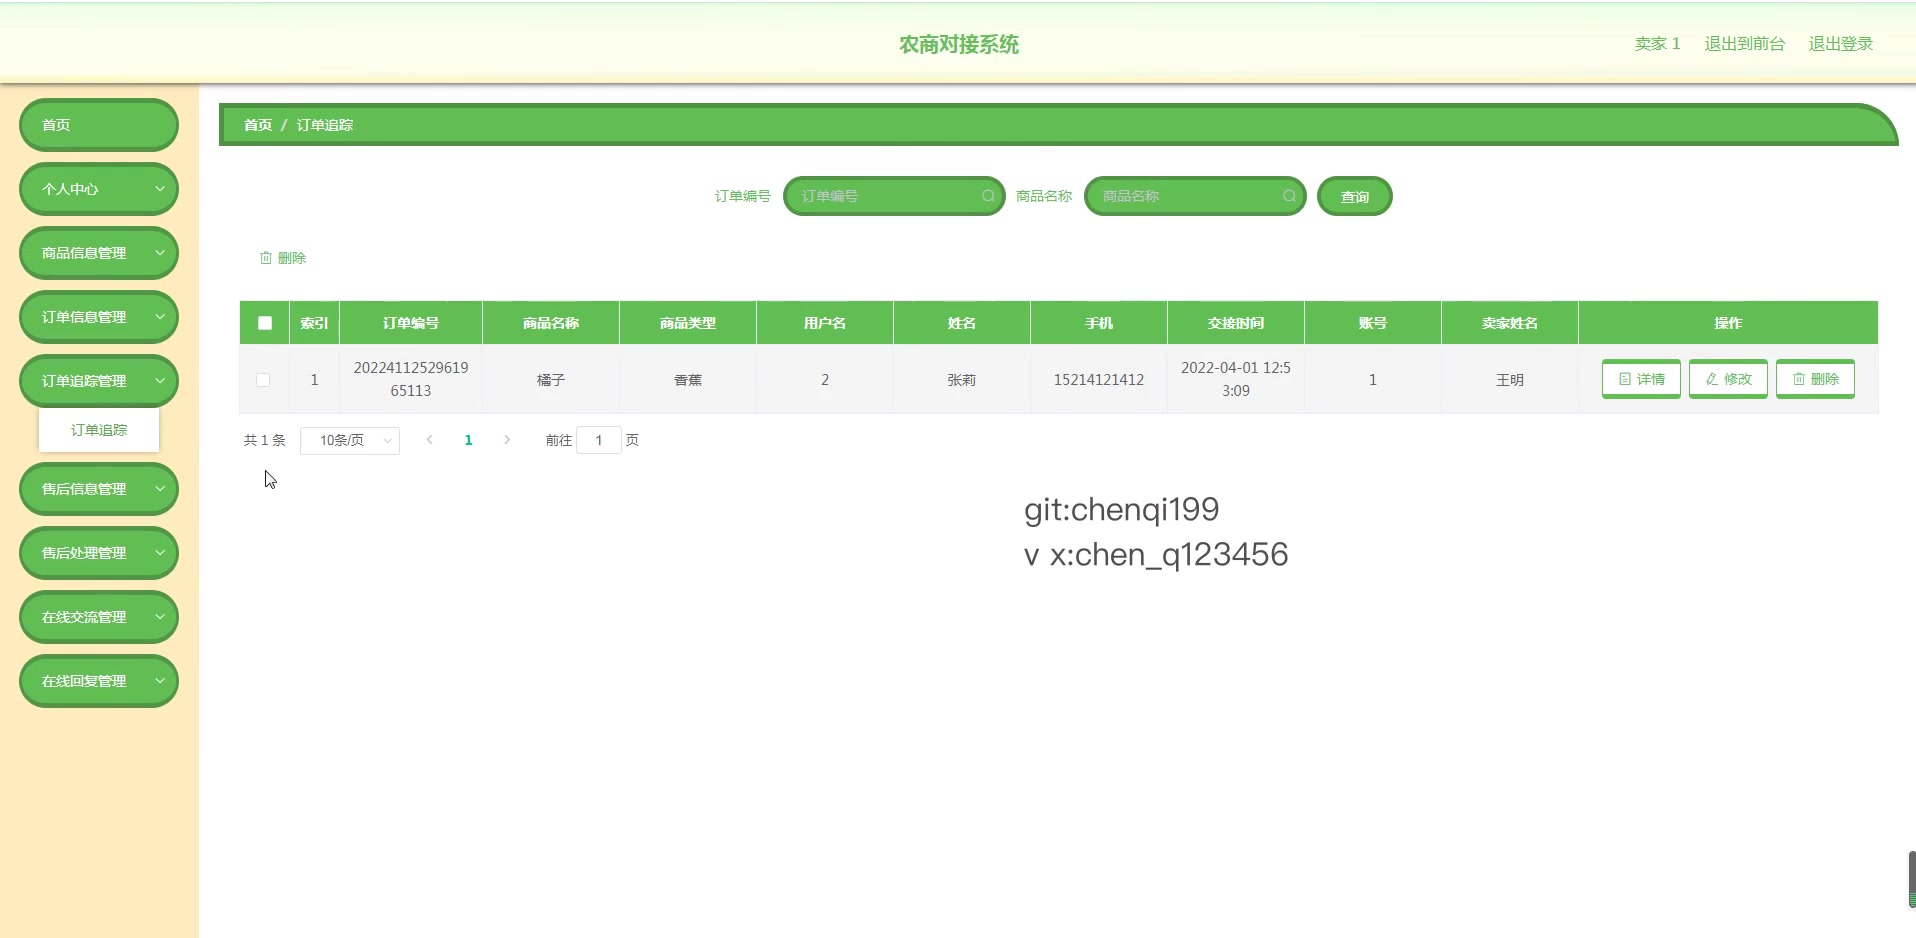 农商对接系统
卖家 1 退出到前台 退出登录
首页
个人中心
商品信息管理
订单信息管理
订单追踪管理
订单追踪
售后信息管理
售后处理管理
在线交流管理
在线回复管理
首页 / 订单追踪
订单编号 订单编号 商品名称 商品名称 查询
删除
索引 订单编号 商品名称 商品类型 用户名 姓名 手机 交接时间 账号 卖家姓名 操作
1 20224112529619 橘子 香蕉 2 张莉 15214121412 2022-04-01 12:5 1 王明 详情 修改 删除
65113 3:09
共 1 条 10条/页 1 前往 1 页
git:chenqi199
v x:chen_q123456